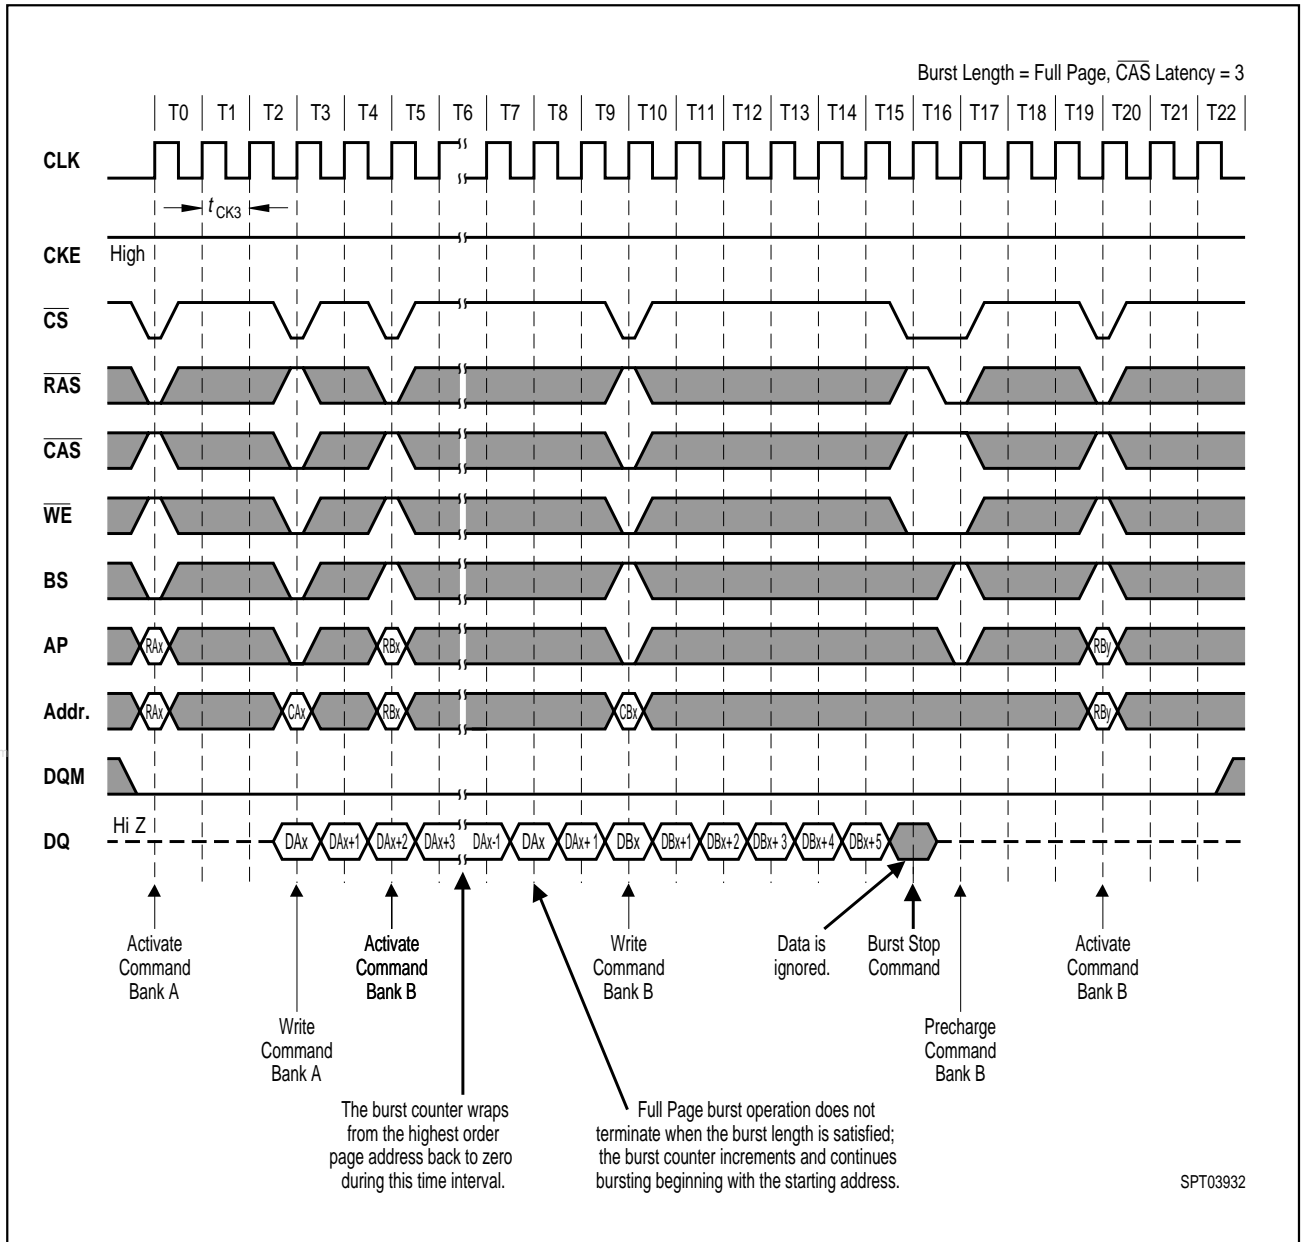 Burst Length = Full Page, CAS Latency = 3
T0 T1 T2 T3 T4 T5 T6 T7 T8 T9 T10 T11 T12 T13 T14 T15 T16 T17 T18 T19 T20 T21 T22
CLK
t CK3
CKE High
CS
RAS
CAS
WE
BS
AP RAx RBx RBy
Addr. RAx CAx RBx CBx RBy
DQM
DQ Hi Z DAx DAx+1 DAx+2 DAx+3 DAx-1 DAx DAx+1 DBx DBx+1 DBx+2 DBx+3 DBx+4 DBx+5
Activate
Command
Bank A
Write
Command
Bank A
Activate
Command
Bank B
The burst counter wraps
from the highest order
page address back to zero
during this time interval.
Full Page burst operation does not
terminate when the burst length is satisfied;
the burst counter increments and continues
bursting beginning with the starting address.
Write
Command
Bank B
Data is
ignored.
Burst Stop
Command
Precharge
Command
Bank B
Activate
Command
Bank B
SPT03932